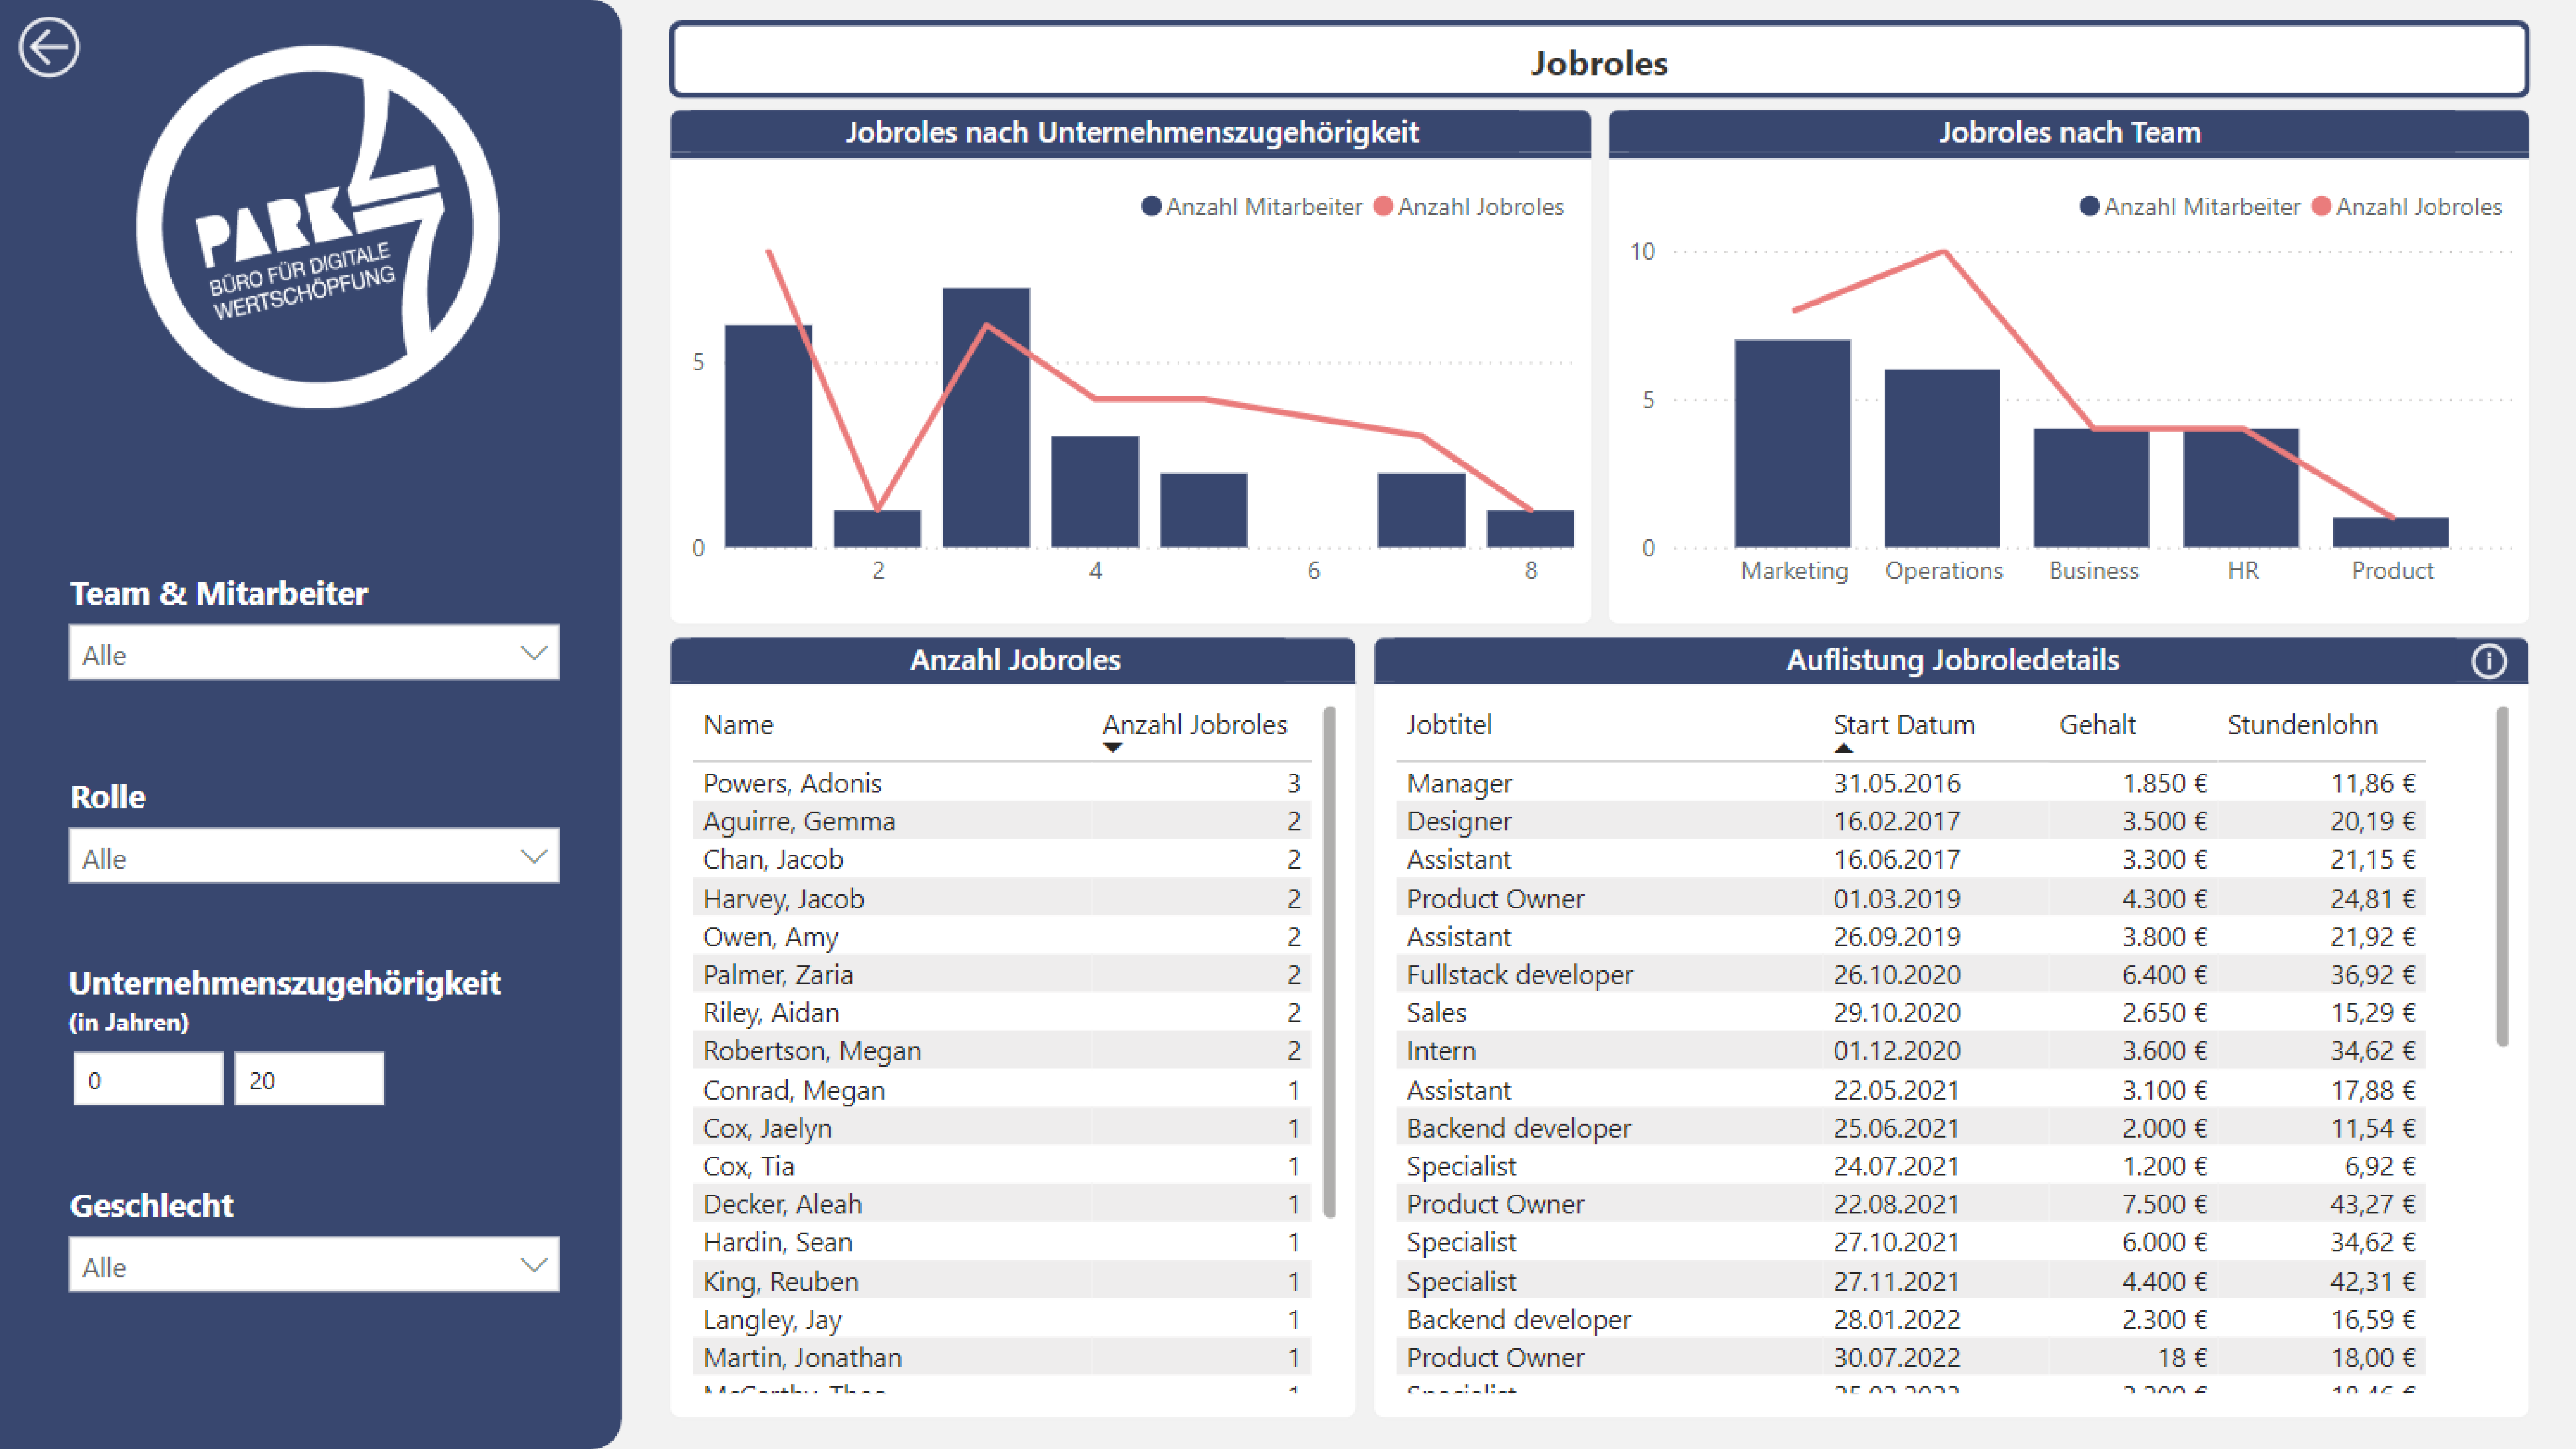 PARK
BÜRO FÜR DIGITALE
WERTSCHÖPFUNG
Team & Mitarbeiter
Alle
Rolle
Alle
Unternehmenszugehörigkeit
(in Jahren)
0 20
Geschlecht
Alle
Jobroles
Jobroles nach Unternehmenszugehörigkeit
Anzahl Mitarbeiter Anzahl Jobroles
5
0
2 4 6 8
Jobroles nach Team
Anzahl Mitarbeiter Anzahl Jobroles
10
5
0
Marketing Operations Business HR Product
Anzahl Jobroles
Name Anzahl Jobroles
Powers, Adonis 3
Aguirre, Gemma 2
Chan, Jacob 2
Harvey, Jacob 2
Owen, Amy 2
Palmer, Zaria 2
Riley, Aidan 2
Robertson, Megan 2
Conrad, Megan 1
Cox, Jaelyn 1
Cox, Tia 1
Decker, Aleah 1
Hardin, Sean 1
King, Reuben 1
Langley, Jay 1
Martin, Jonathan 1
Auflistung Jobroledetails
Jobtitel Start Datum Gehalt Stundenlohn
Manager 31.05.2016 1.850 € 11,86 €
Designer 16.02.2017 3.500 € 20,19 €
Assistant 16.06.2017 3.300 € 21,15 €
Product Owner 01.03.2019 4.300 € 24,81 €
Assistant 26.09.2019 3.800 € 21,92 €
Fullstack developer 26.10.2020 6.400 € 36,92 €
Sales 29.10.2020 2.650 € 15,29 €
Intern 01.12.2020 3.600 € 34,62 €
Assistant 22.05.2021 3.100 € 17,88 €
Backend developer 25.06.2021 2.000 € 11,54 €
Specialist 24.07.2021 1.200 € 6,92 €
Product Owner 22.08.2021 7.500 € 43,27 €
Specialist 27.10.2021 6.000 € 34,62 €
Specialist 27.11.2021 4.400 € 42,31 €
Backend developer 28.01.2022 2.300 € 16,59 €
Product Owner 30.07.2022 18 € 18,00 €